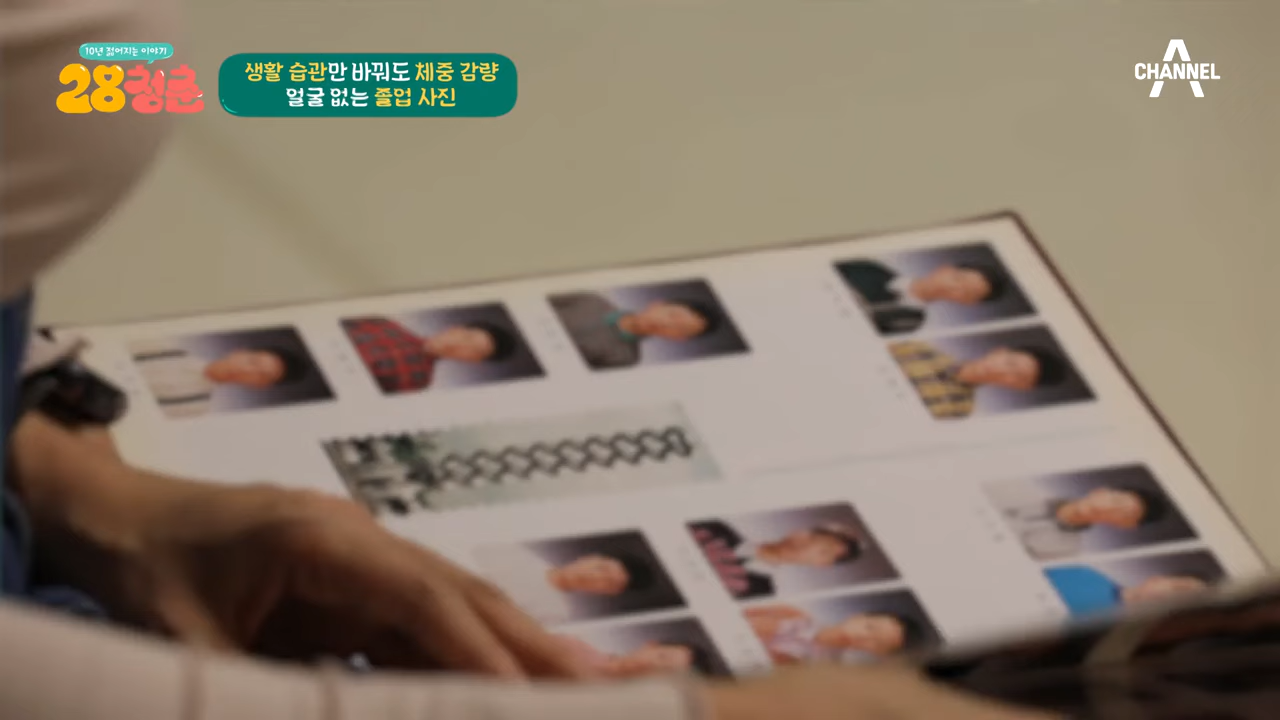 10년 젊어지는 이야기
28청춘
생활 습관만 바꿔도 체중 감량
얼굴 없는 졸업 사진
CHANNEL A